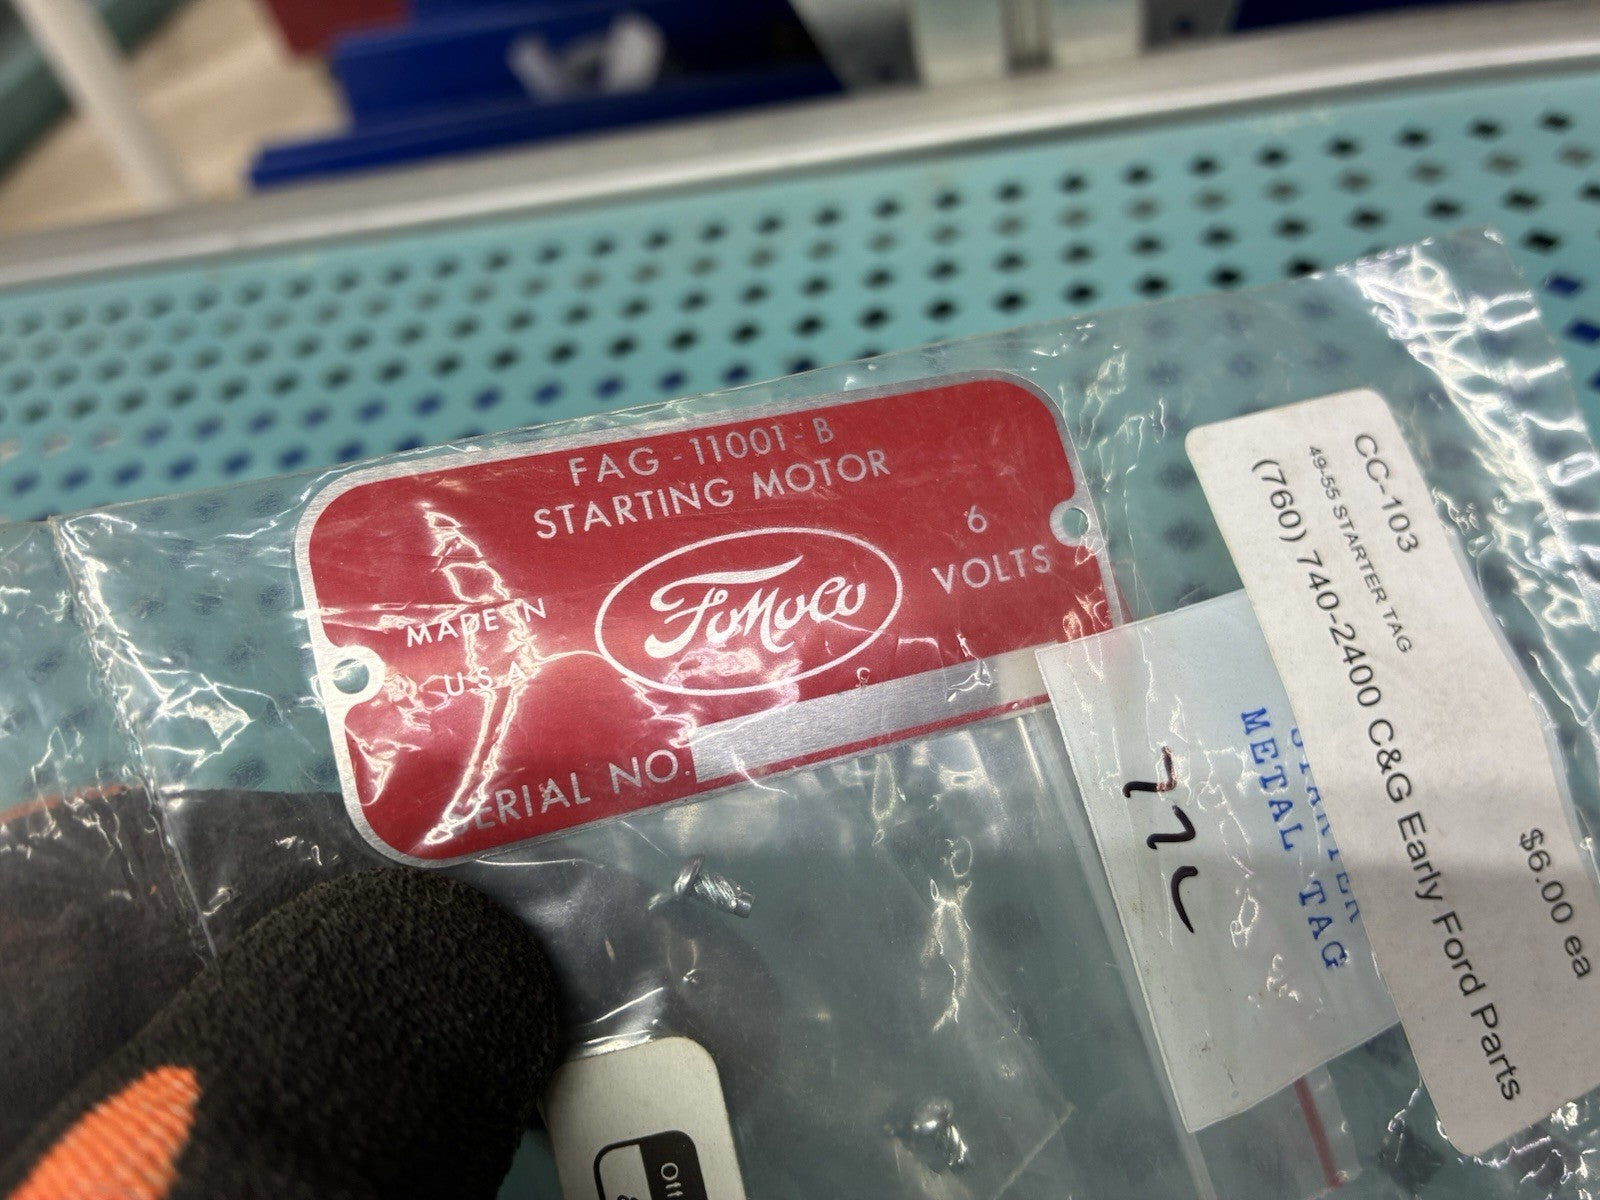 FAG-11001-B
STARTING MOTOR
6
VOLTS
FoMoCo
MADE IN
U.S.A.
SERIAL NO.
CC-103
49-55 STARTER TAG
(760)) 740-2400 C&G Early Ford Parts
$6.00 ea
STARTER
METAL TAG